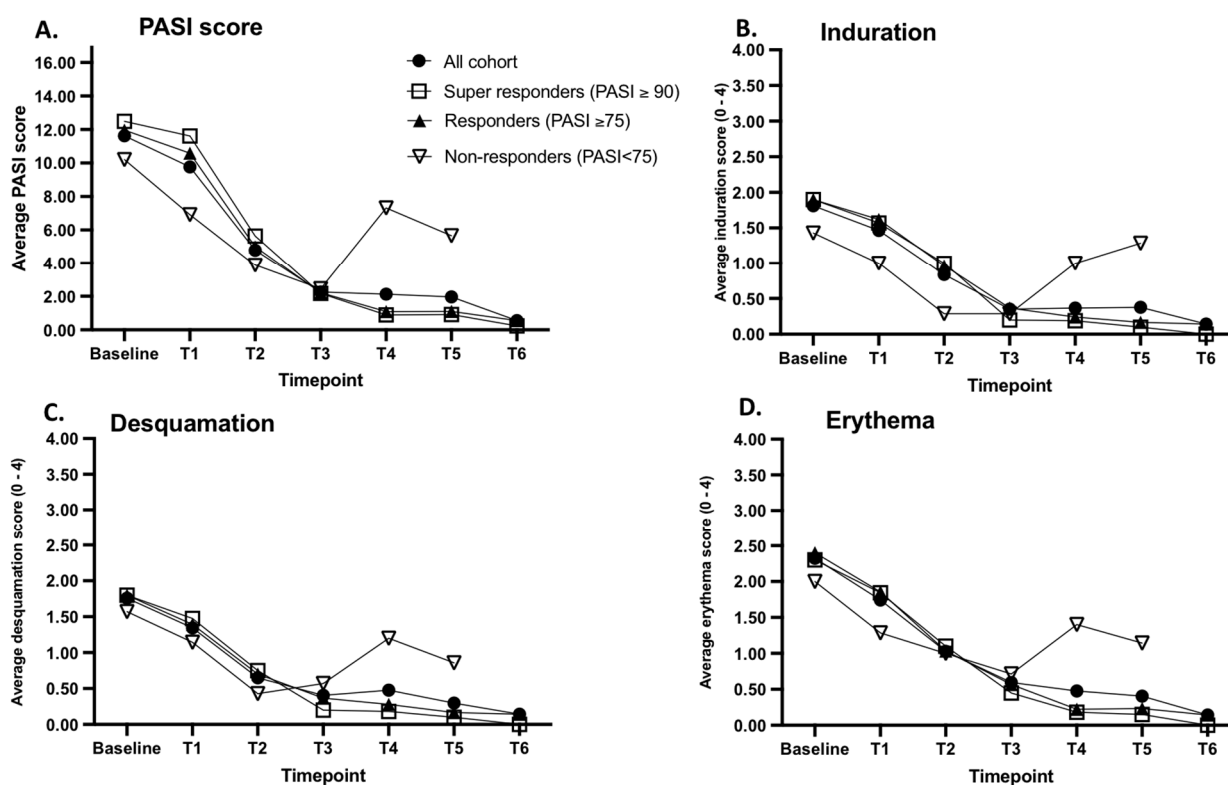 A.
PASI score
Average PASI score
16.00
14.00
12.00
10.00
8.00
6.00
4.00
2.00
0.00
All cohort
Super responders (PASI ≥ 90)
Responders (PASI ≥75)
Non-responders (PASI<75)
Baseline T1 T2 T3 T4 T5 T6
Timepoint
B.
Induration
Average induration score (0 - 4)
4.00
3.50
3.00
2.50
2.00
1.50
1.00
0.50
0.00
Baseline T1 T2 T3 T4 T5 T6
Timepoint
C.
Desquamation
Average desquamation score (0 - 4)
4.00
3.50
3.00
2.50
2.00
1.50
1.00
0.50
0.00
Baseline T1 T2 T3 T4 T5 T6
Timepoint
D.
Erythema
Average erythema score (0 - 4)
4.00
3.50
3.00
2.50
2.00
1.50
1.00
0.50
0.00
Baseline T1 T2 T3 T4 T5 T6
Timepoint